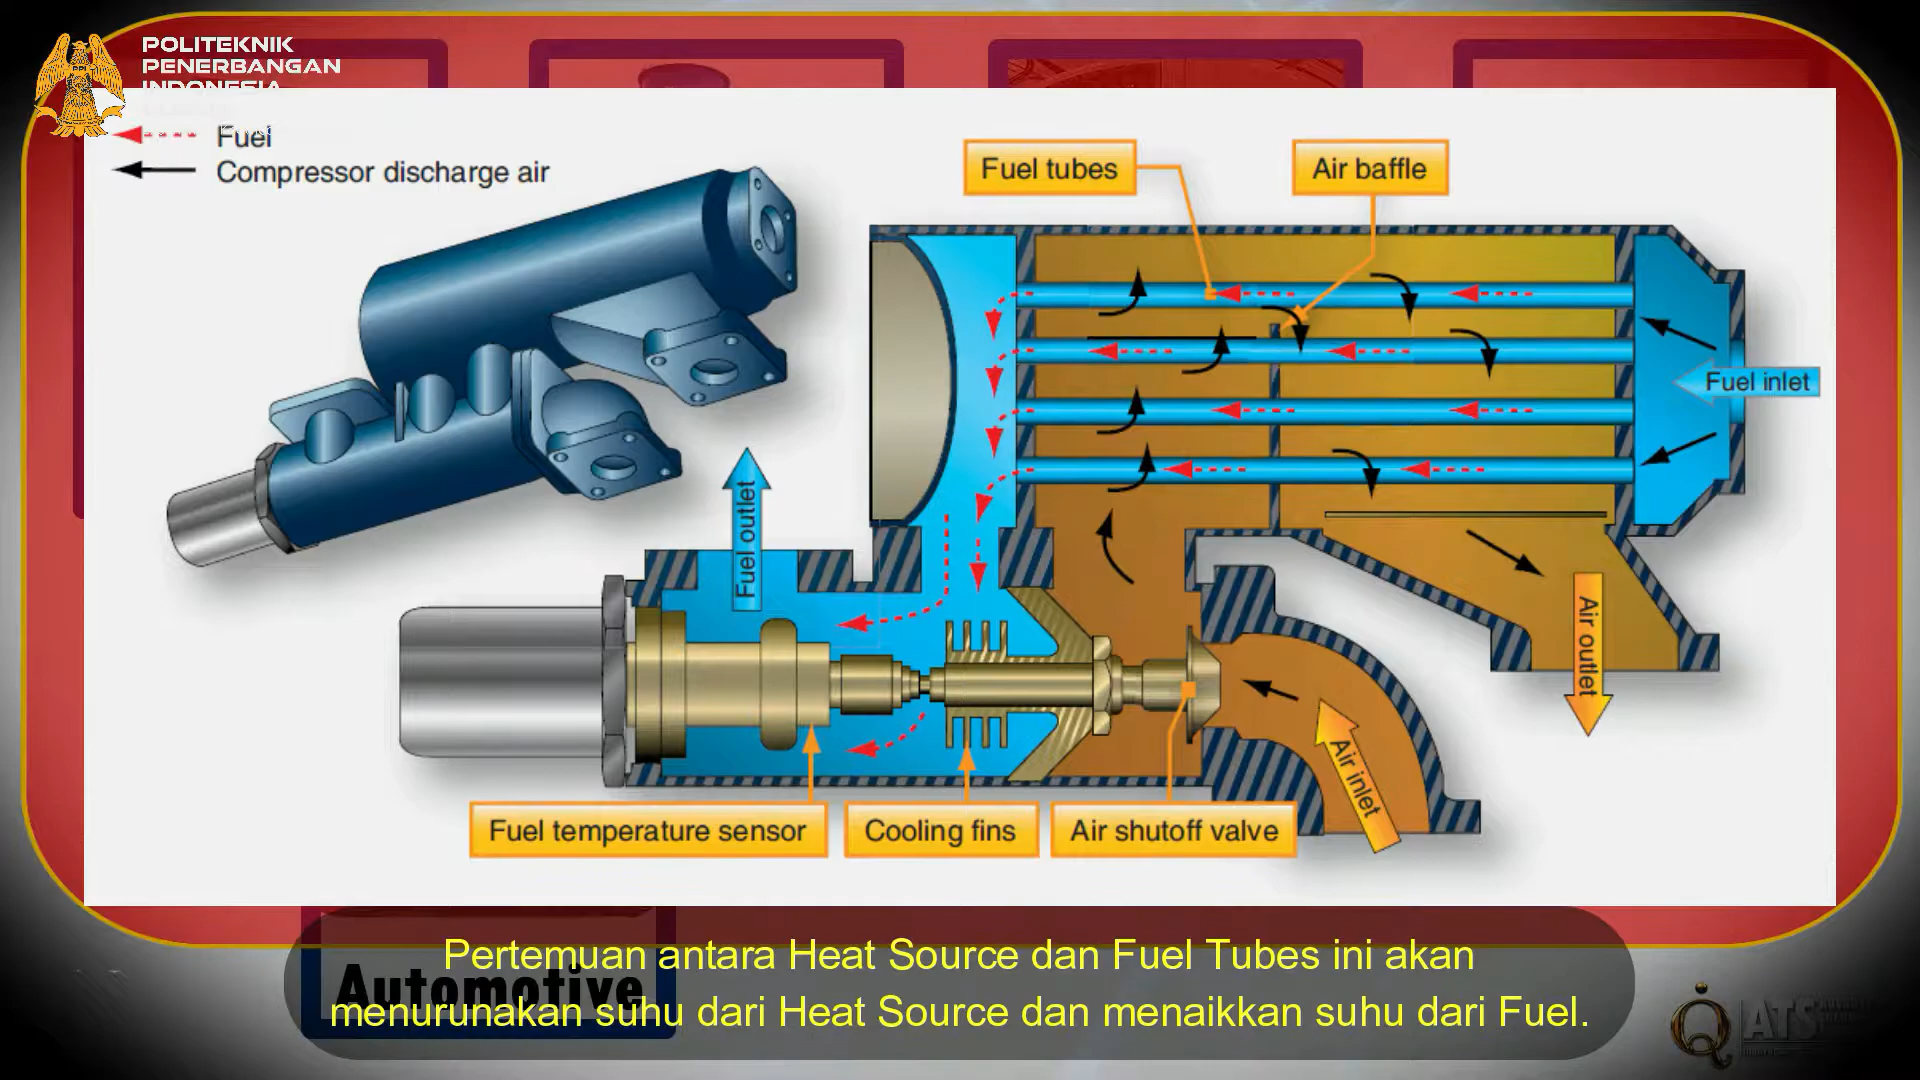 POLITEKNIK
PENERBANGAN
INDONESIA
Fuel
Compressor discharge air
Fuel tubes
Air baffle
Fuel inlet
Fuel outlet
Air outlet
Air inlet
Fuel temperature sensor
Cooling fins
Air shutoff valve
Automotive
Pertemuan antara Heat Source dan Fuel Tubes ini akan
menurunakan suhu dari Heat Source dan menaikkan suhu dari Fuel.
ATS